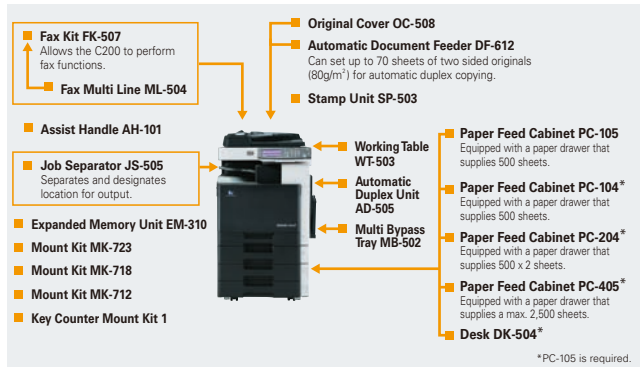 Fax Kit FK-507
Allows the C200 to perform
fax functions.
Fax Multi Line ML-504
Assist Handle AH-101
Job Separator JS-505
Separates and designates
location for output.
Expanded Memory Unit EM-310
Mount Kit MK-723
Mount Kit MK-718
Mount Kit MK-712
Key Counter Mount Kit 1
Original Cover OC-508
Automatic Document Feeder DF-612
Can set up to 70 sheets of two sided originals
(80g/m²) for automatic duplex copying.
Stamp Unit SP-503
Working Table
WT-503
Automatic
Duplex Unit
AD-505
Multi Bypass
Tray MB-502
Paper Feed Cabinet PC-105
Equipped with a paper drawer that
supplies 500 sheets.
Paper Feed Cabinet PC-104*
Equipped with a paper drawer that
supplies 500 sheets.
Paper Feed Cabinet PC-204*
Equipped with a paper drawer that
supplies 500 x 2 sheets.
Paper Feed Cabinet PC-405*
Equipped with a paper drawer that
supplies a max. 2,500 sheets.
Desk DK-504*
*PC-105 is required.